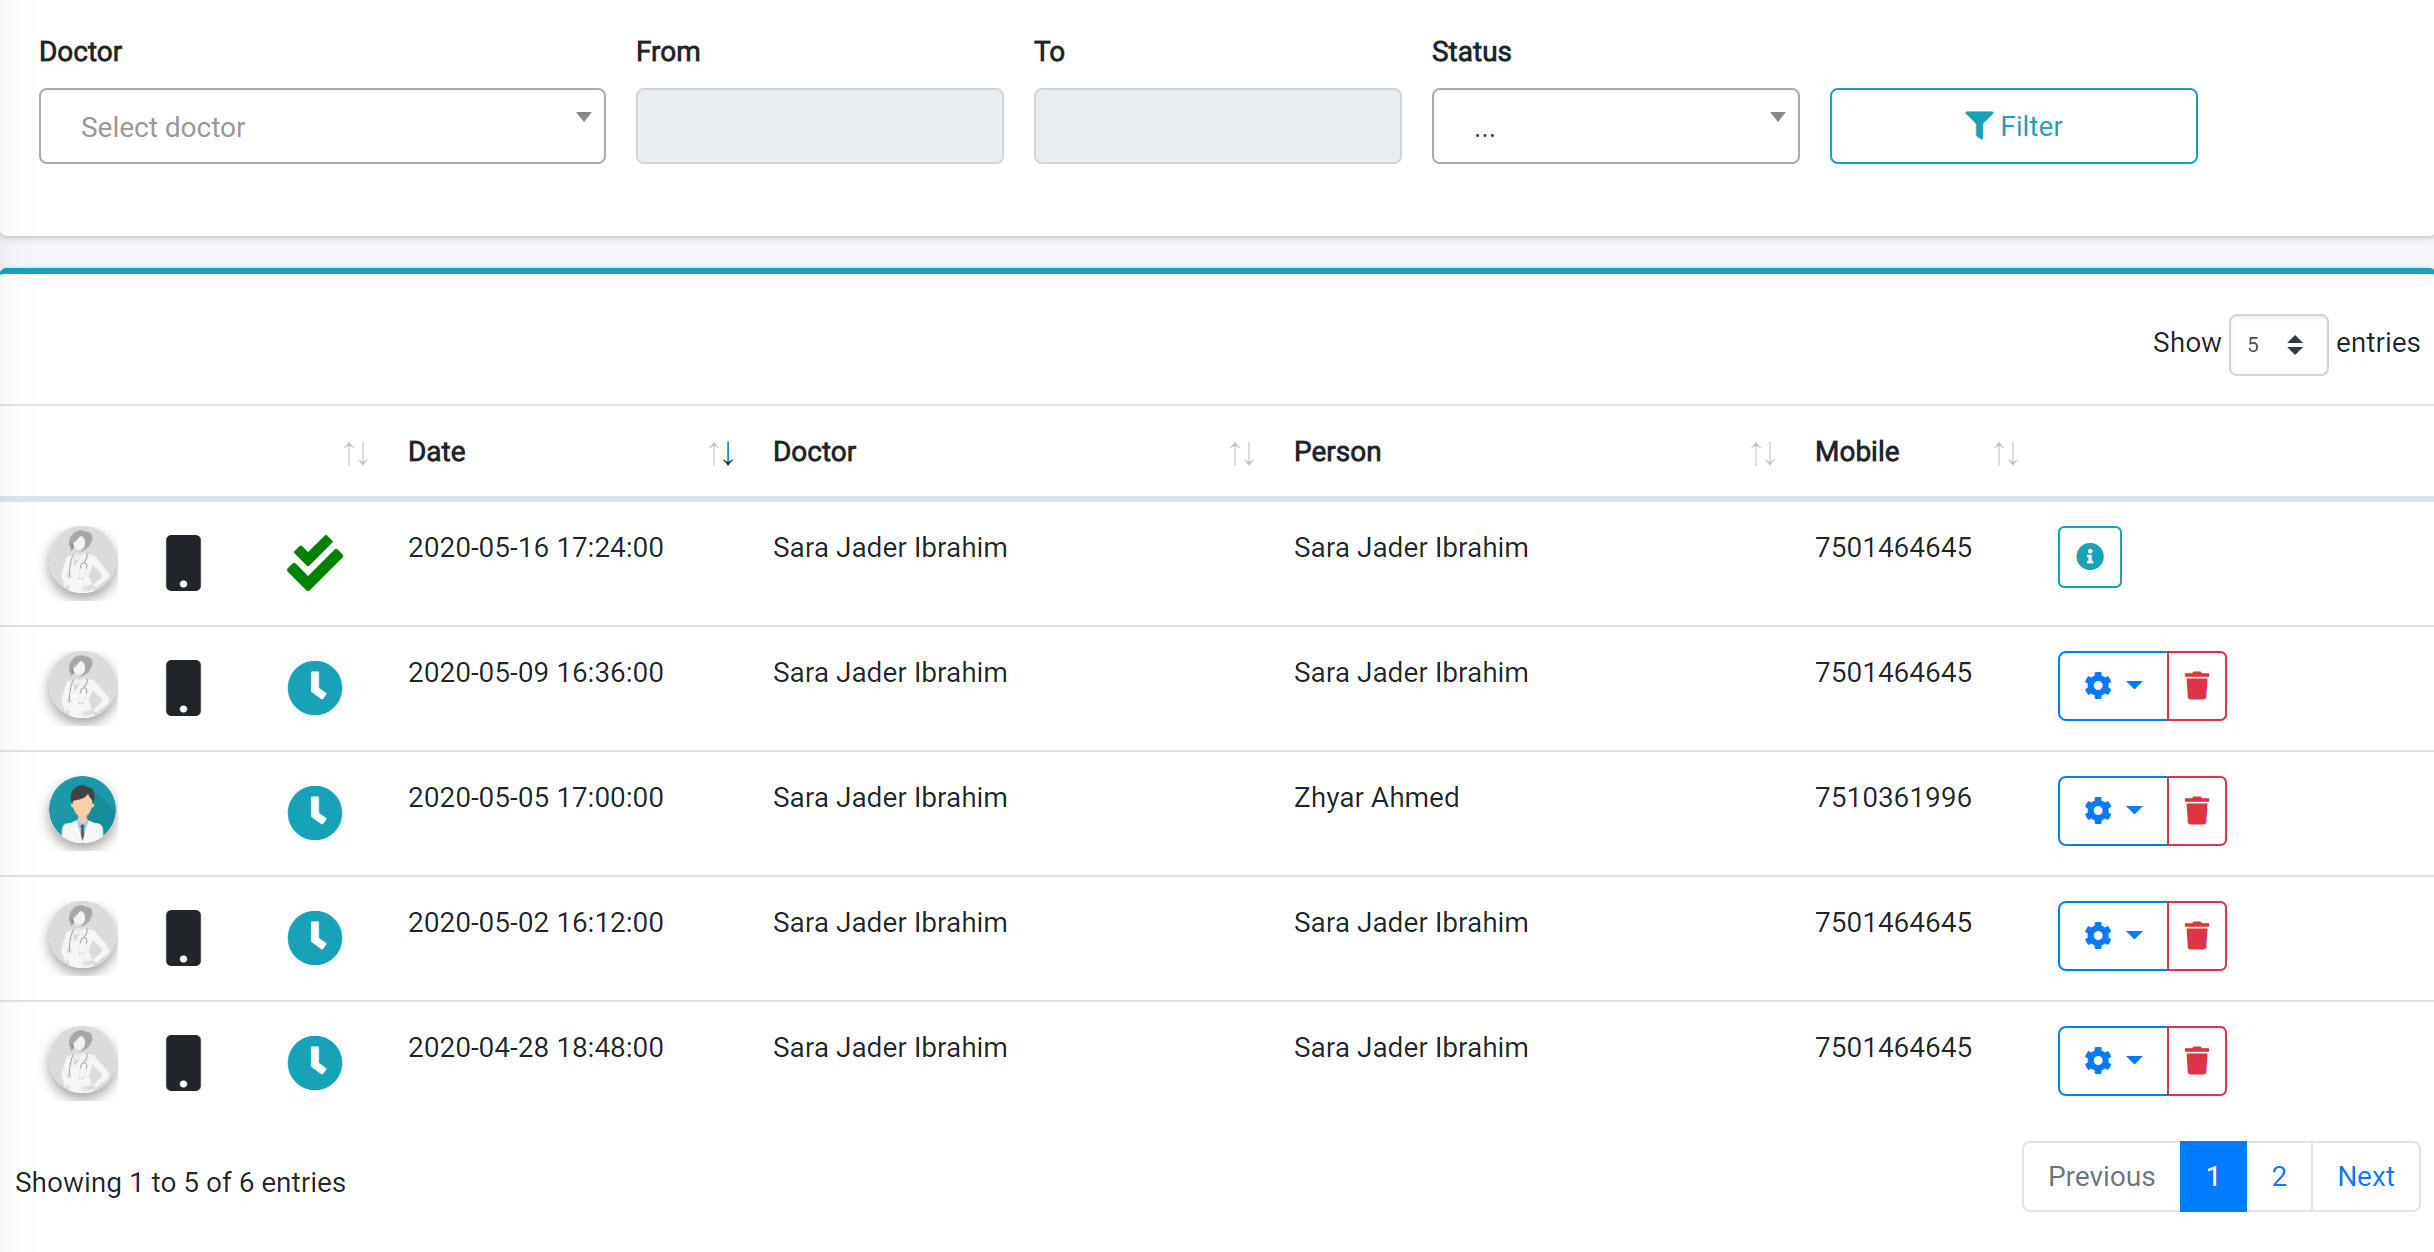 Doctor From To Status
Select doctor ... Filter
Show 5 entries
Date Doctor Person Mobile
2020-05-16 17:24:00 Sara Jader Ibrahim Sara Jader Ibrahim 7501464645
2020-05-09 16:36:00 Sara Jader Ibrahim Sara Jader Ibrahim 7501464645
2020-05-05 17:00:00 Sara Jader Ibrahim Zhyar Ahmed 7510361996
2020-05-02 16:12:00 Sara Jader Ibrahim Sara Jader Ibrahim 7501464645
2020-04-28 18:48:00 Sara Jader Ibrahim Sara Jader Ibrahim 7501464645
Showing 1 to 5 of 6 entries Previous 1 2 Next